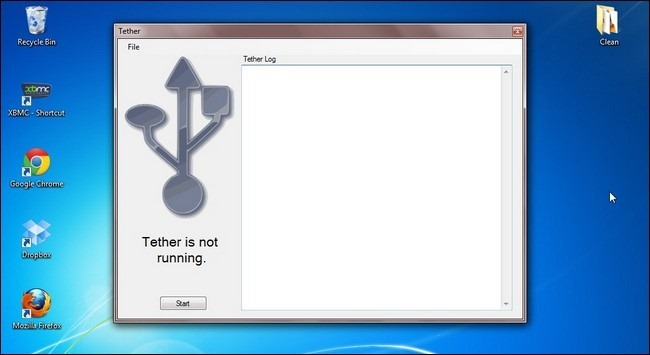 Recycle Bin
XBMC - Shortcut
Google Chrome
Dropbox
Mozilla Firefox
Clean
Tether
File
Tether Log
Tether is not
running.
Start